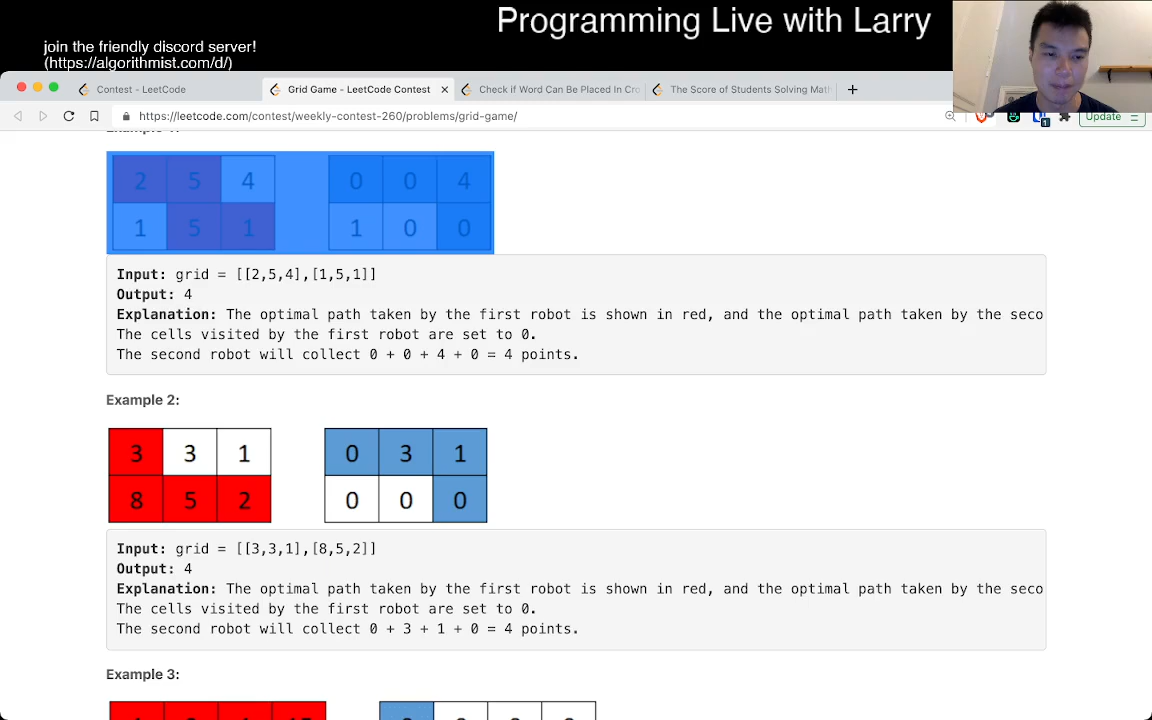 Programming Live with Larry
join the friendly discord server!
(https://algorithmist.com/d/)
Contest - LeetCode
Grid Game - LeetCode Contest
Check if Word Can Be Placed In Cro
The Score of Students Solving Mat
https://leetcode.com/contest/weekly-contest-260/problems/grid-game/
Update
2 5 4 0 0 4
1 5 1 1 0 0
Input: grid = [[2,5,4],[1,5,1]]
Output: 4
Explanation: The optimal path taken by the first robot is shown in red, and the optimal path taken by the seco
The cells visited by the first robot are set to 0.
The second robot will collect 0 + 0 + 4 + 0 = 4 points.
Example 2:
3 3 1 0 3 1
8 5 2 0 0 0
Input: grid = [[3,3,1],[8,5,2]]
Output: 4
Explanation: The optimal path taken by the first robot is shown in red, and the optimal path taken by the seco
The cells visited by the first robot are set to 0.
The second robot will collect 0 + 3 + 1 + 0 = 4 points.
Example 3: